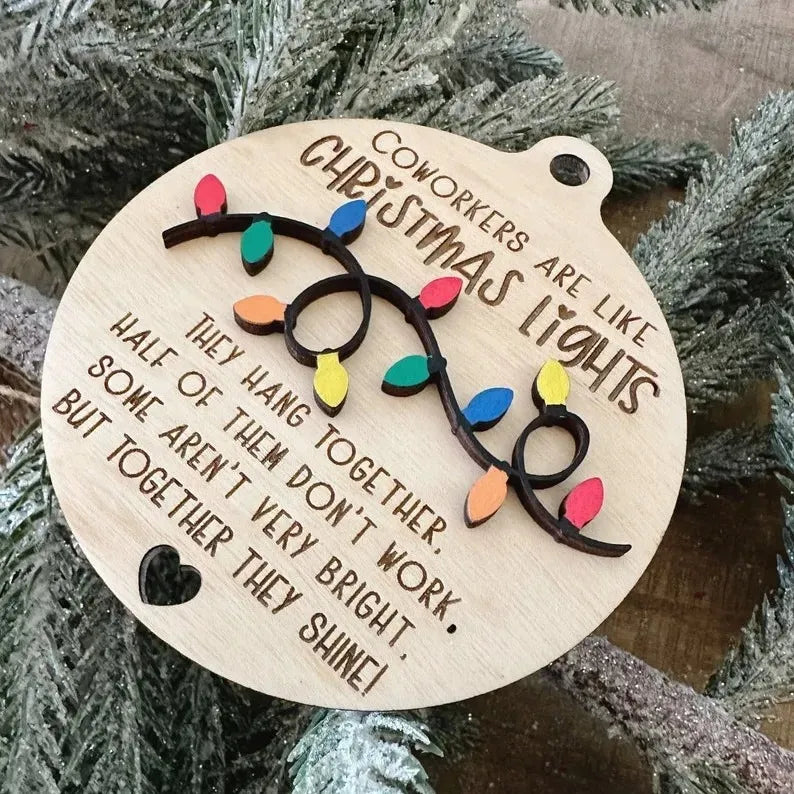 COWORKERS ARE LIKE
CHRISTMAS LIGHTS
THEY HANG TOGETHER,
HALF OF THEM DON'T WORK,
SOME AREN'T VERY BRIGHT.
BUT TOGETHER THEY SHINE!